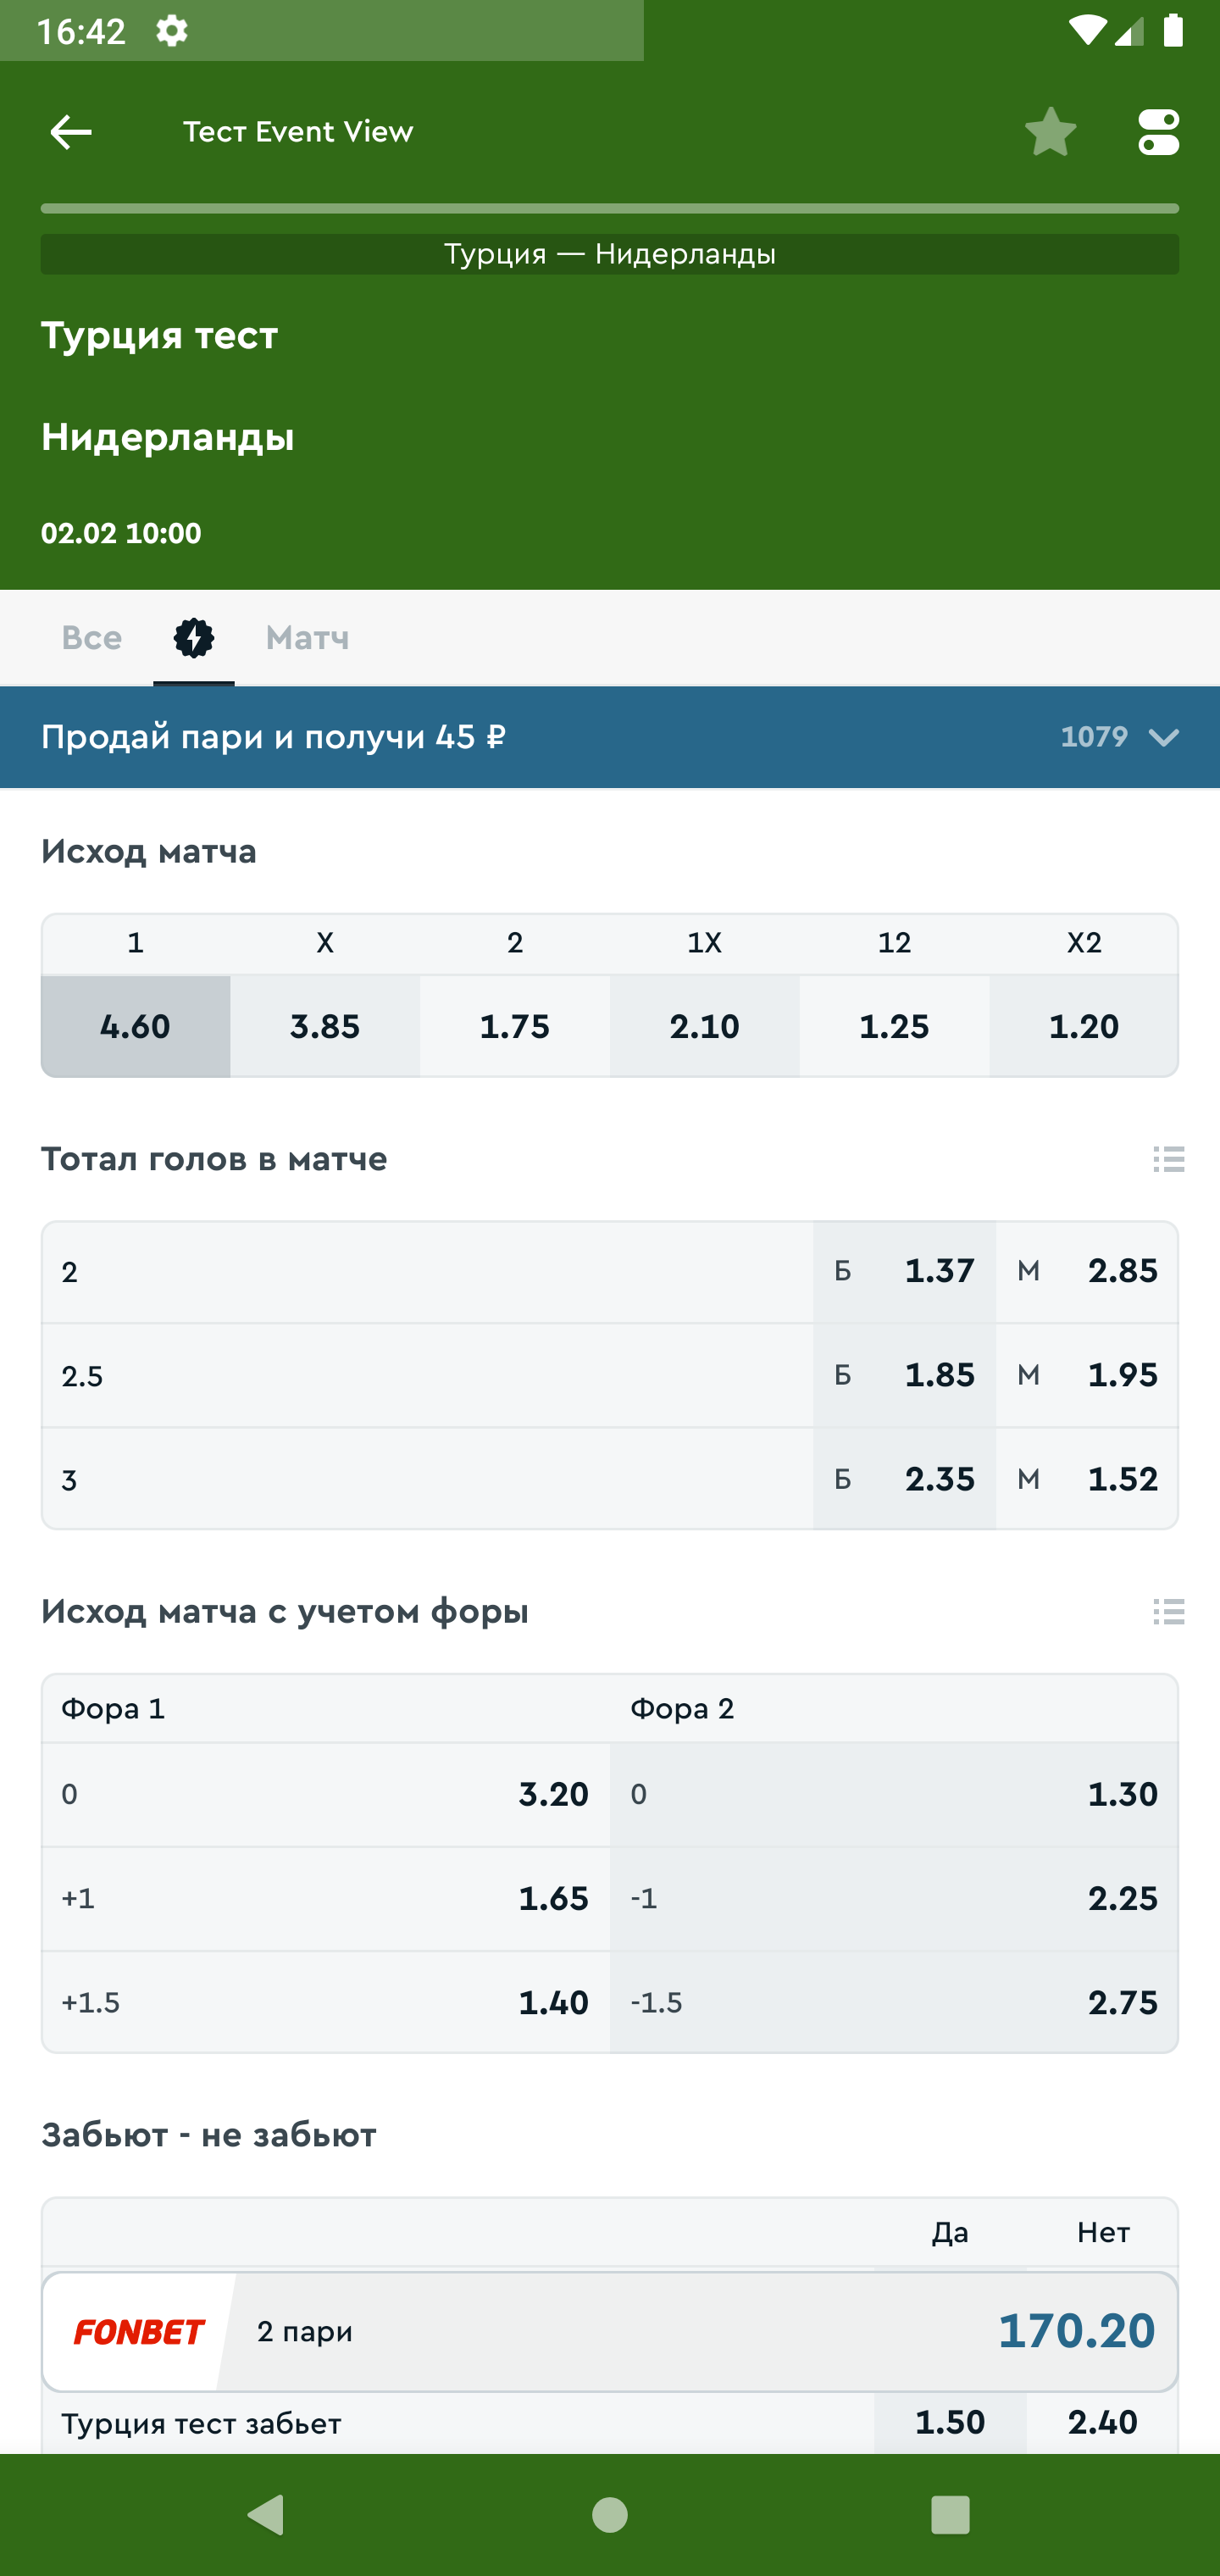 16:42
Тест Event View
Турция — Нидерланды
Турция тест
Нидерланды
02.02 10:00
Все Матч
Продай пари и получи 45 ₽ 1079
Исход матча
1 X 2 1X 12 X2
4.60 3.85 1.75 2.10 1.25 1.20
Тотал голов в матче
2 Б 1.37 М 2.85
2.5 Б 1.85 М 1.95
3 Б 2.35 М 1.52
Исход матча с учетом форы
Фора 1 Фора 2
0 3.20 0 1.30
+1 1.65 -1 2.25
+1.5 1.40 -1.5 2.75
Забьют - не забьют
Да Нет
FONBET 2 пари 170.20
Турция тест забьет 1.50 2.40